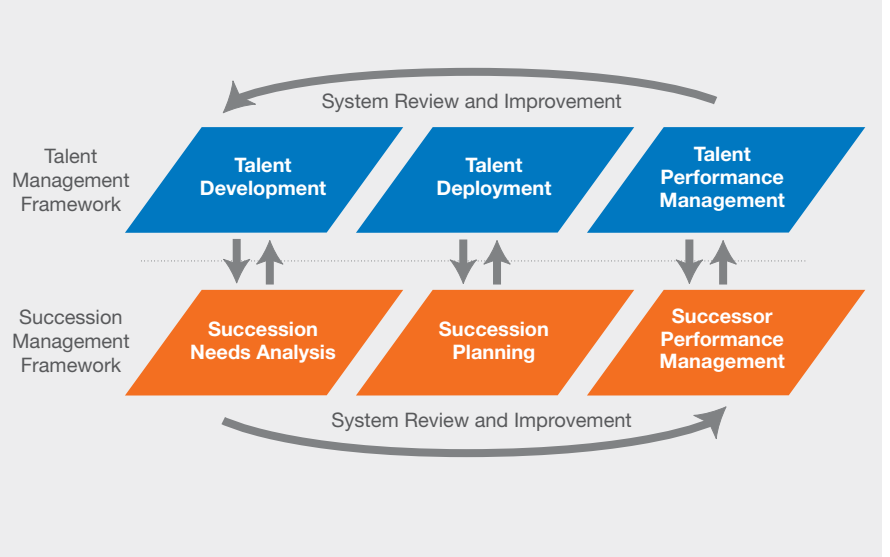 System Review and Improvement
Talent
Management
Framework
Talent
Development
Talent
Deployment
Talent
Performance
Management
Succession
Management
Framework
Succession
Needs Analysis
Succession
Planning
Successor
Performance
Management
System Review and Improvement